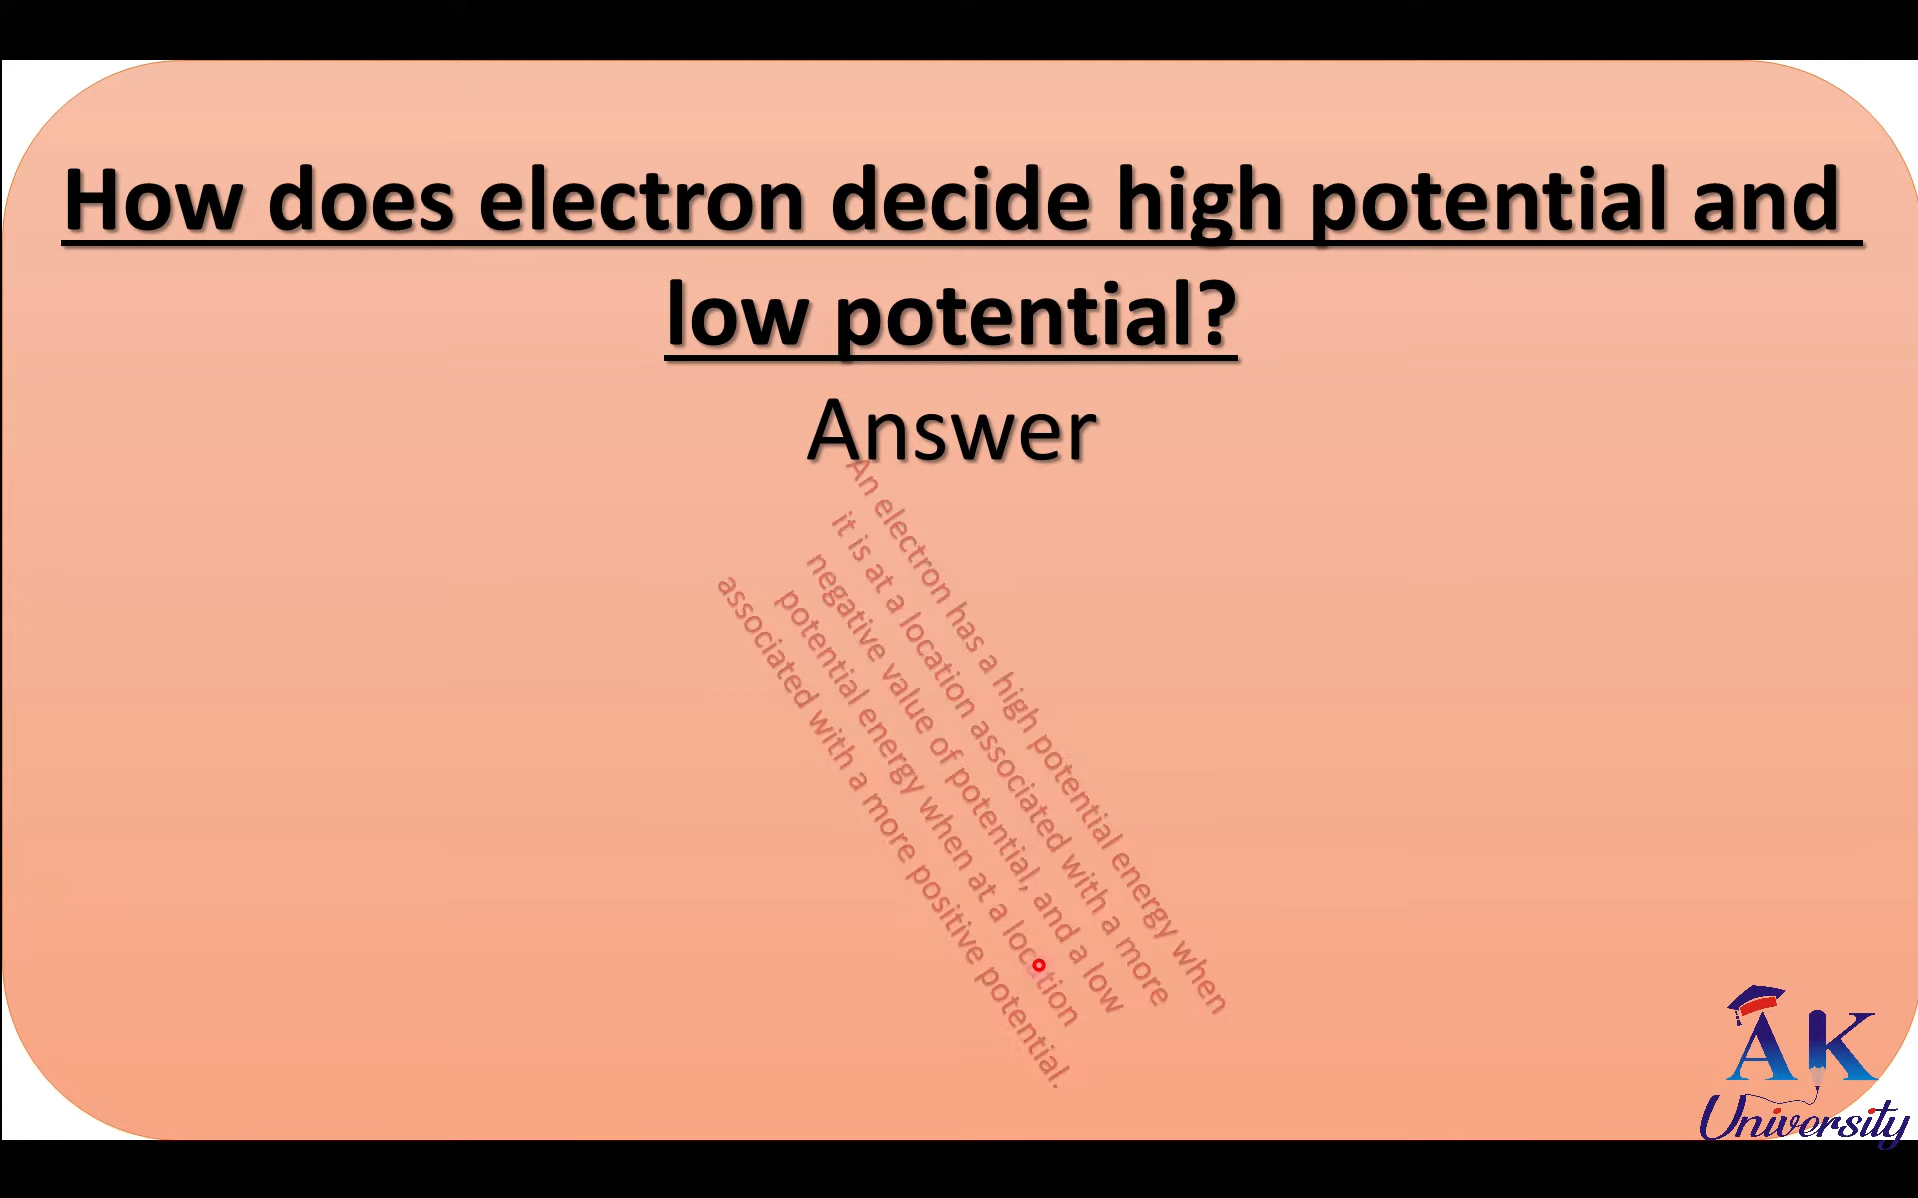 How does electron decide high potential and
low potential?
Answer
An electron has a high potential energy when
it is at a location associated with a more
negative value of potential, and a low
potential energy when at a location
associated with a more positive potential.
AK
University